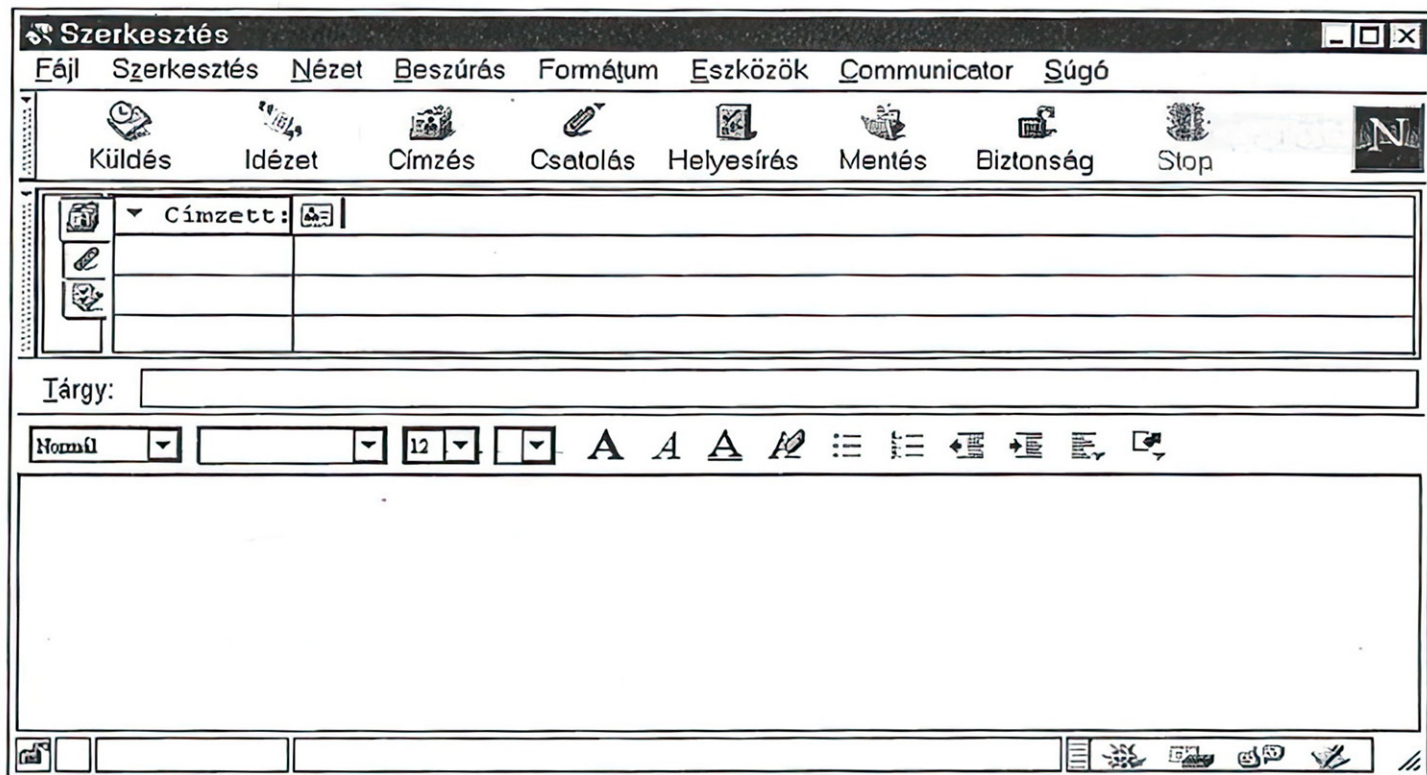 Szerkesztés
Fájl Szerkesztés Nézet Beszúrás Formátum Eszközök Communicator Súgó
Küldés Idézet Címzés Csatolás Helyesírás Mentés Biztonság Stop
N
Címzett:
Tárgy:
Normál 12 A A A A